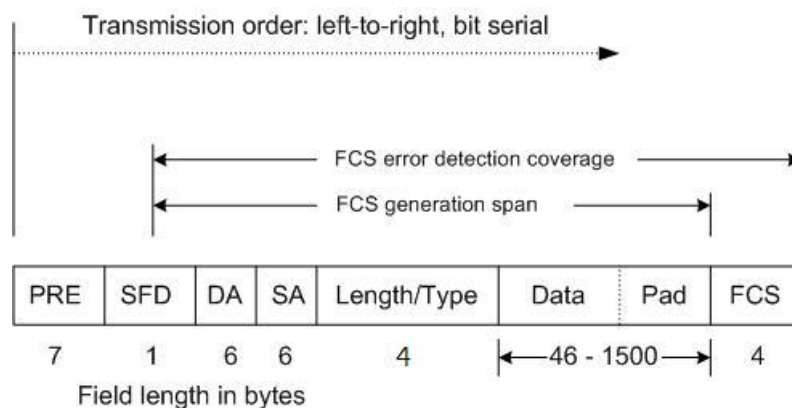 Transmission order: left-to-right, bit serial
FCS error detection coverage
FCS generation span
PRE SFD DA SA Length/Type Data Pad FCS
7 1 6 6 4 46 - 1500 4
Field length in bytes